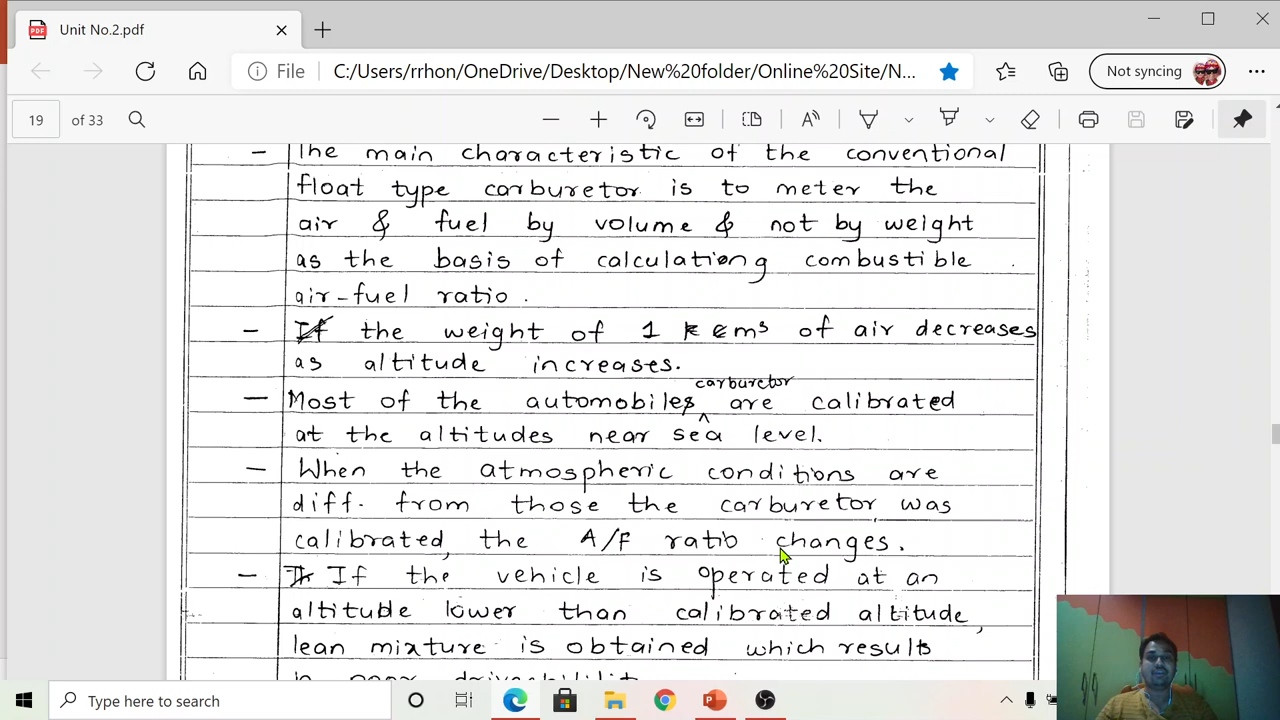 Unit No.2.pdf
File
C:/Users/rrhon/OneDrive/Desktop/New%20folder/Online%20Site/N...
Not syncing
19
of 33
- The main characteristic of the conventional
float type carburetor is to meter the
air & fuel by volume & not by weight
as the basis of calculating combustible
air-fuel ratio.
- If the weight of 1 cm³ of air decreases
as altitude increases.
carburetor
- Most of the automobiles are calibrated
at the altitudes near sea level.
- When the atmospheric conditions are
diff. from those the carburetor was
calibrated, the A/F ratio changes.
- If the vehicle is operated at an
altitude lower than calibrated altitude,
lean mixture is obtained which results
Type here to search